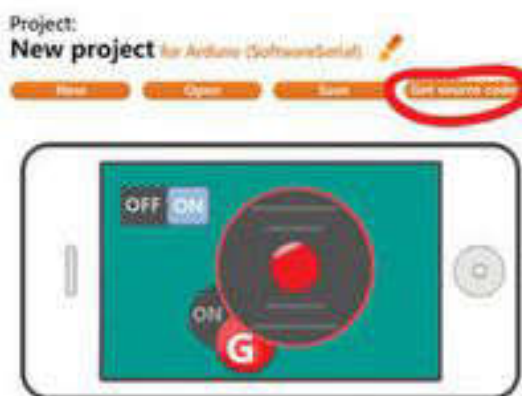 Project:
New project for Arduino (SoftwareSerial)
New Open Save Get source code
OFF ON
ON
G